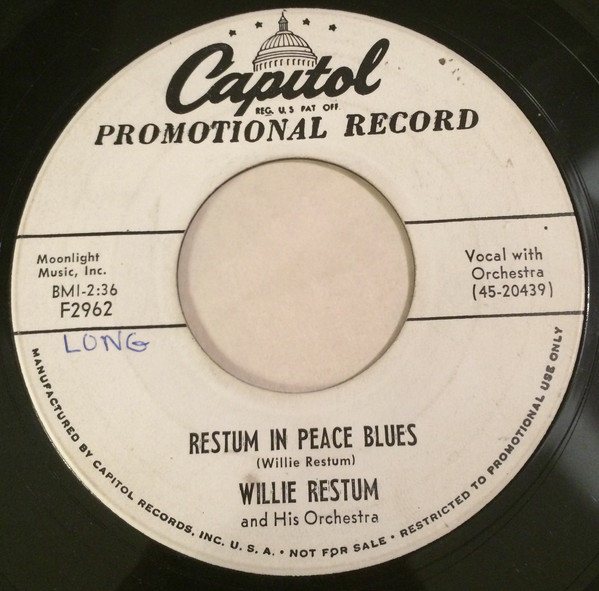 Capitol
REG. U.S PAT OFF.
PROMOTIONAL RECORD
Moonlight
Music, Inc.
BMI-2:36
F2962
Vocal with
Orchestra
(45-20439)
LONG
RESTUM IN PEACE BLUES
(Willie Restum)
WILLIE RESTUM
and His Orchestra
MANUFACTURED BY CAPITOL RECORDS, INC. U. S. A. • NOT FOR SALE • RESTRICTED TO PROMOTIONAL USE ONLY